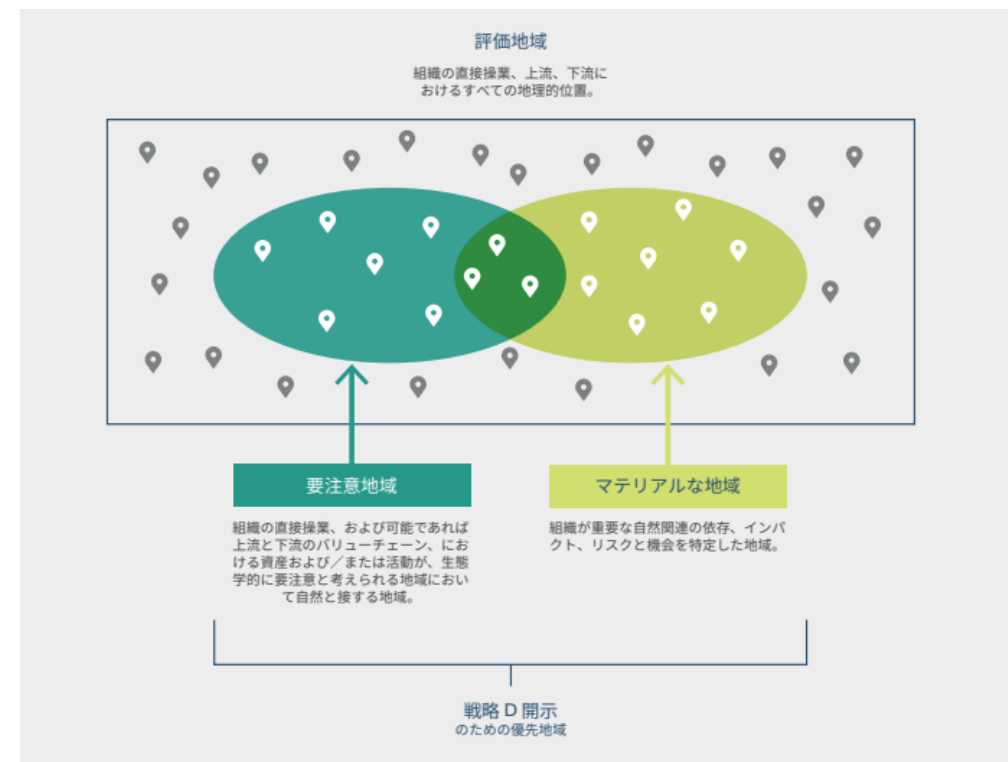 評価地域
組織の直接操業、上流、下流に
おけるすべての地理的位置。
要注意地域
マテリアルな地域
組織の直接操業、および可能であれば
上流と下流のバリューチェーン、にお
ける資産および／または活動が、生態
学的に要注意と考えられる地域におい
て自然と接する地域。
組織が重要な自然関連の依存、インパ
クト、リスクと機会を特定した地域。
戦略 D 開示
のための優先地域